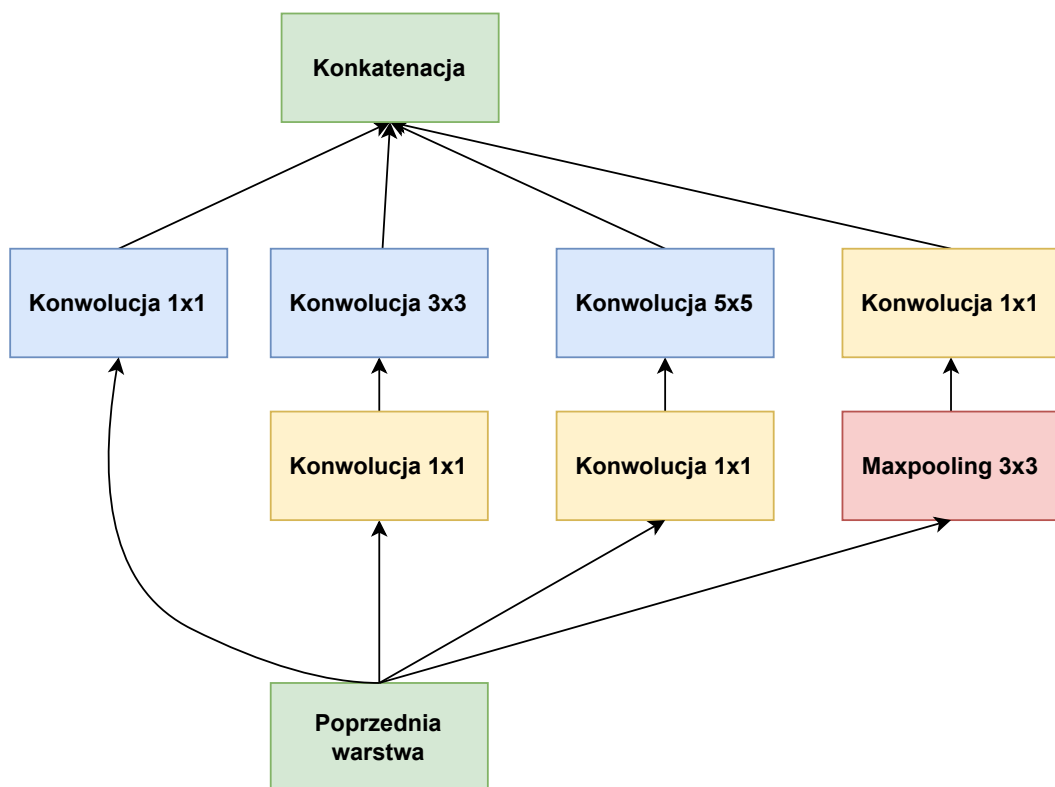 Konkatenacja
Konwolucja 1x1
Konwolucja 3x3
Konwolucja 5x5
Konwolucja 1x1
Konwolucja 1x1
Konwolucja 1x1
Maxpooling 3x3
Poprzednia
warstwa